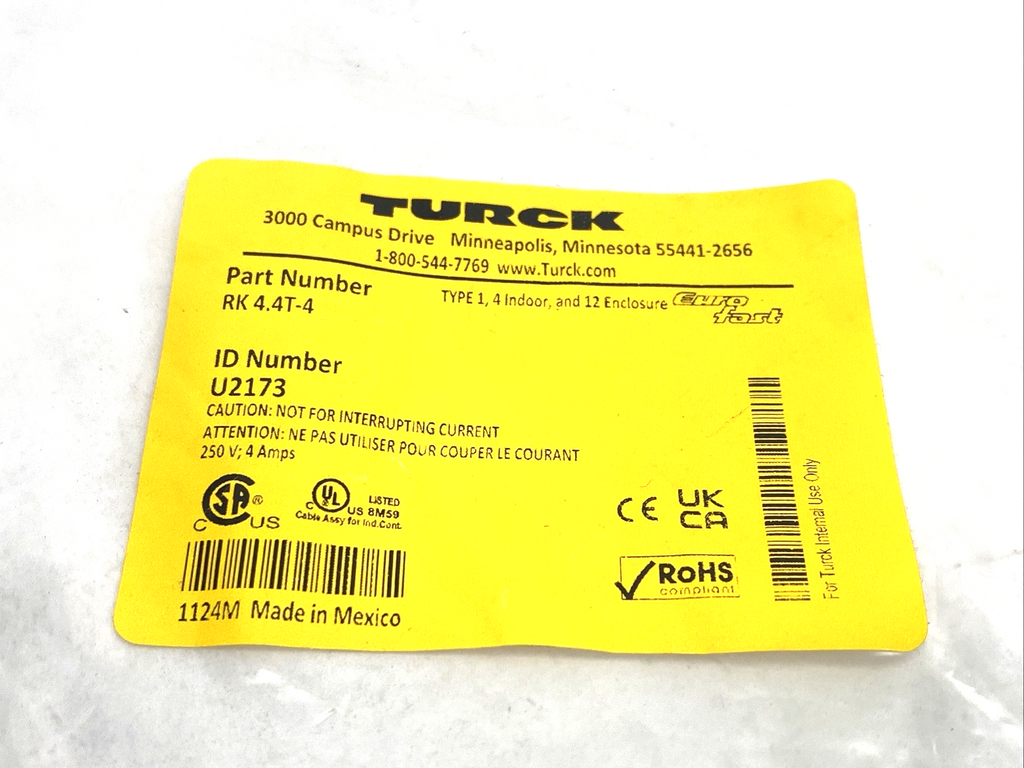 TURCK
3000 Campus Drive Minneapolis, Minnesota 55441-2656
1-800-544-7769 www.Turck.com
Part Number
RK 4.4T-4
TYPE 1, 4 Indoor, and 12 Enclosure
Euro fast
ID Number
U2173
CAUTION: NOT FOR INTERRUPTING CURRENT
ATTENTION: NE PAS UTILISER POUR COUPER LE COURANT
250 V; 4 Amps
C SA ® US
C UL US LISTED 8M59
Cable Assy for Ind.Cont.
CE UK CA
RoHS
compliant
For Turck Internal Use Only
1124M Made in Mexico